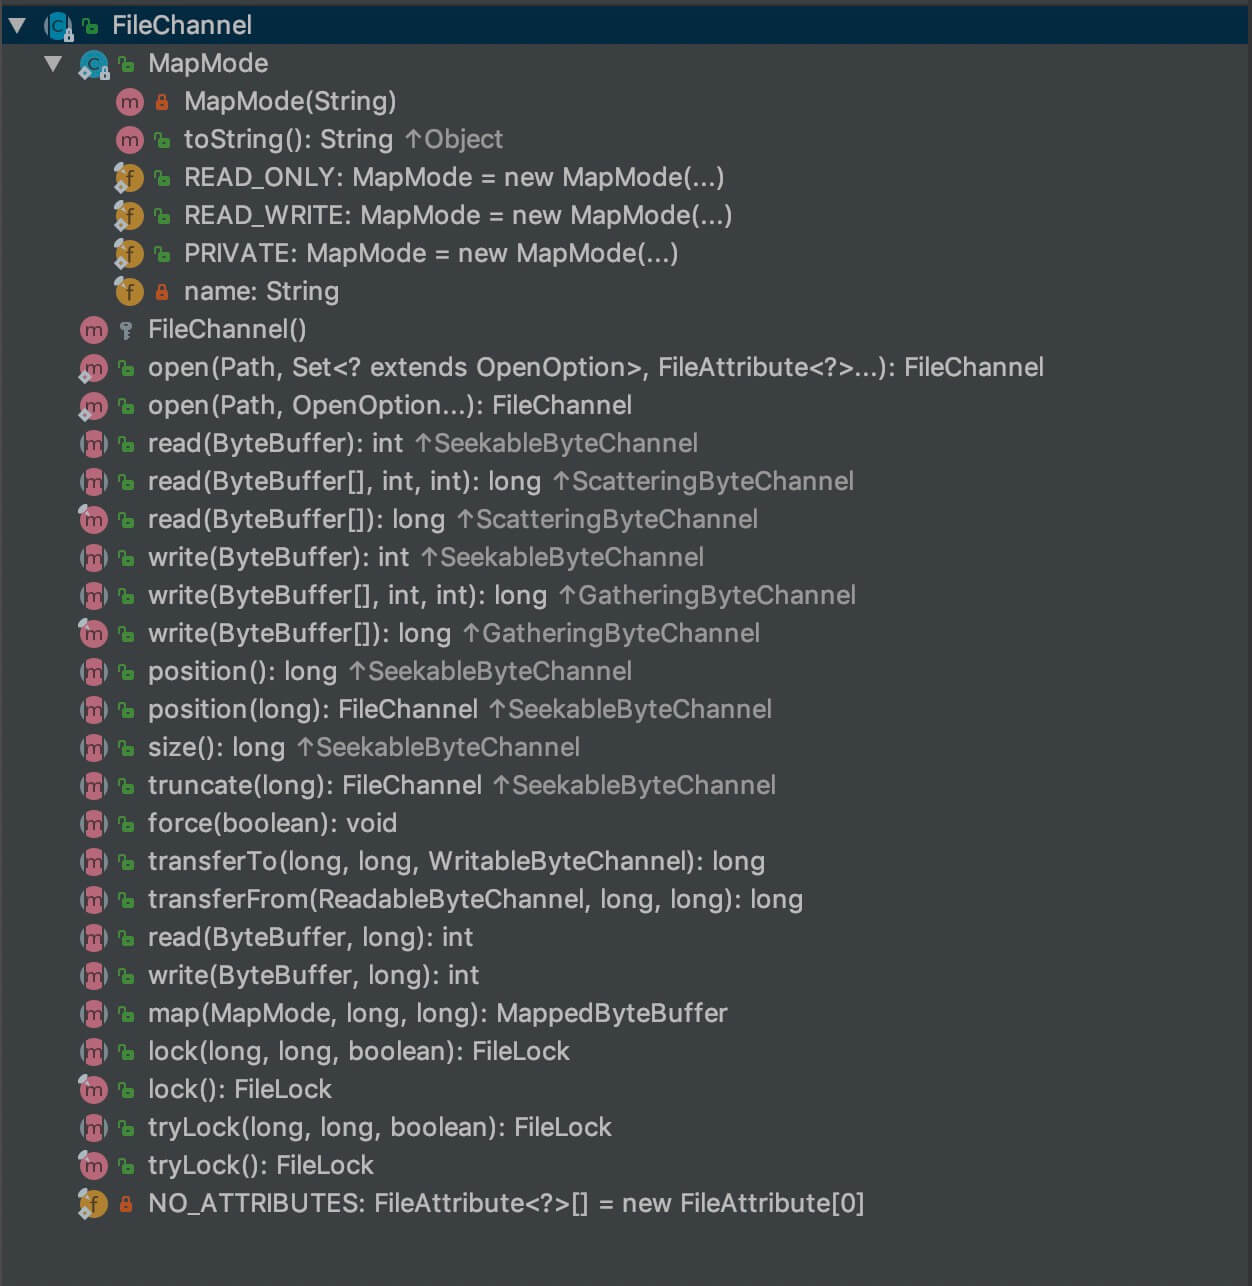 FileChannel
MapMode
MapMode(String)
toString(): String ↑Object
READ_ONLY: MapMode = new MapMode(...)
READ_WRITE: MapMode = new MapMode(...)
PRIVATE: MapMode = new MapMode(...)
name: String
FileChannel()
open(Path, Set<? extends OpenOption>, FileAttribute<?>...): FileChannel
open(Path, OpenOption...): FileChannel
read(ByteBuffer): int ↑SeekableByteChannel
read(ByteBuffer[], int, int): long ↑ScatteringByteChannel
read(ByteBuffer[]): long ↑ScatteringByteChannel
write(ByteBuffer): int ↑SeekableByteChannel
write(ByteBuffer[], int, int): long ↑GatheringByteChannel
write(ByteBuffer[]): long ↑GatheringByteChannel
position(): long ↑SeekableByteChannel
position(long): FileChannel ↑SeekableByteChannel
size(): long ↑SeekableByteChannel
truncate(long): FileChannel ↑SeekableByteChannel
force(boolean): void
transferTo(long, long, WritableByteChannel): long
transferFrom(ReadableByteChannel, long, long): long
read(ByteBuffer, long): int
write(ByteBuffer, long): int
map(MapMode, long, long): MappedByteBuffer
lock(long, long, boolean): FileLock
lock(): FileLock
tryLock(long, long, boolean): FileLock
tryLock(): FileLock
NO_ATTRIBUTES: FileAttribute<?>[] = new FileAttribute[0]